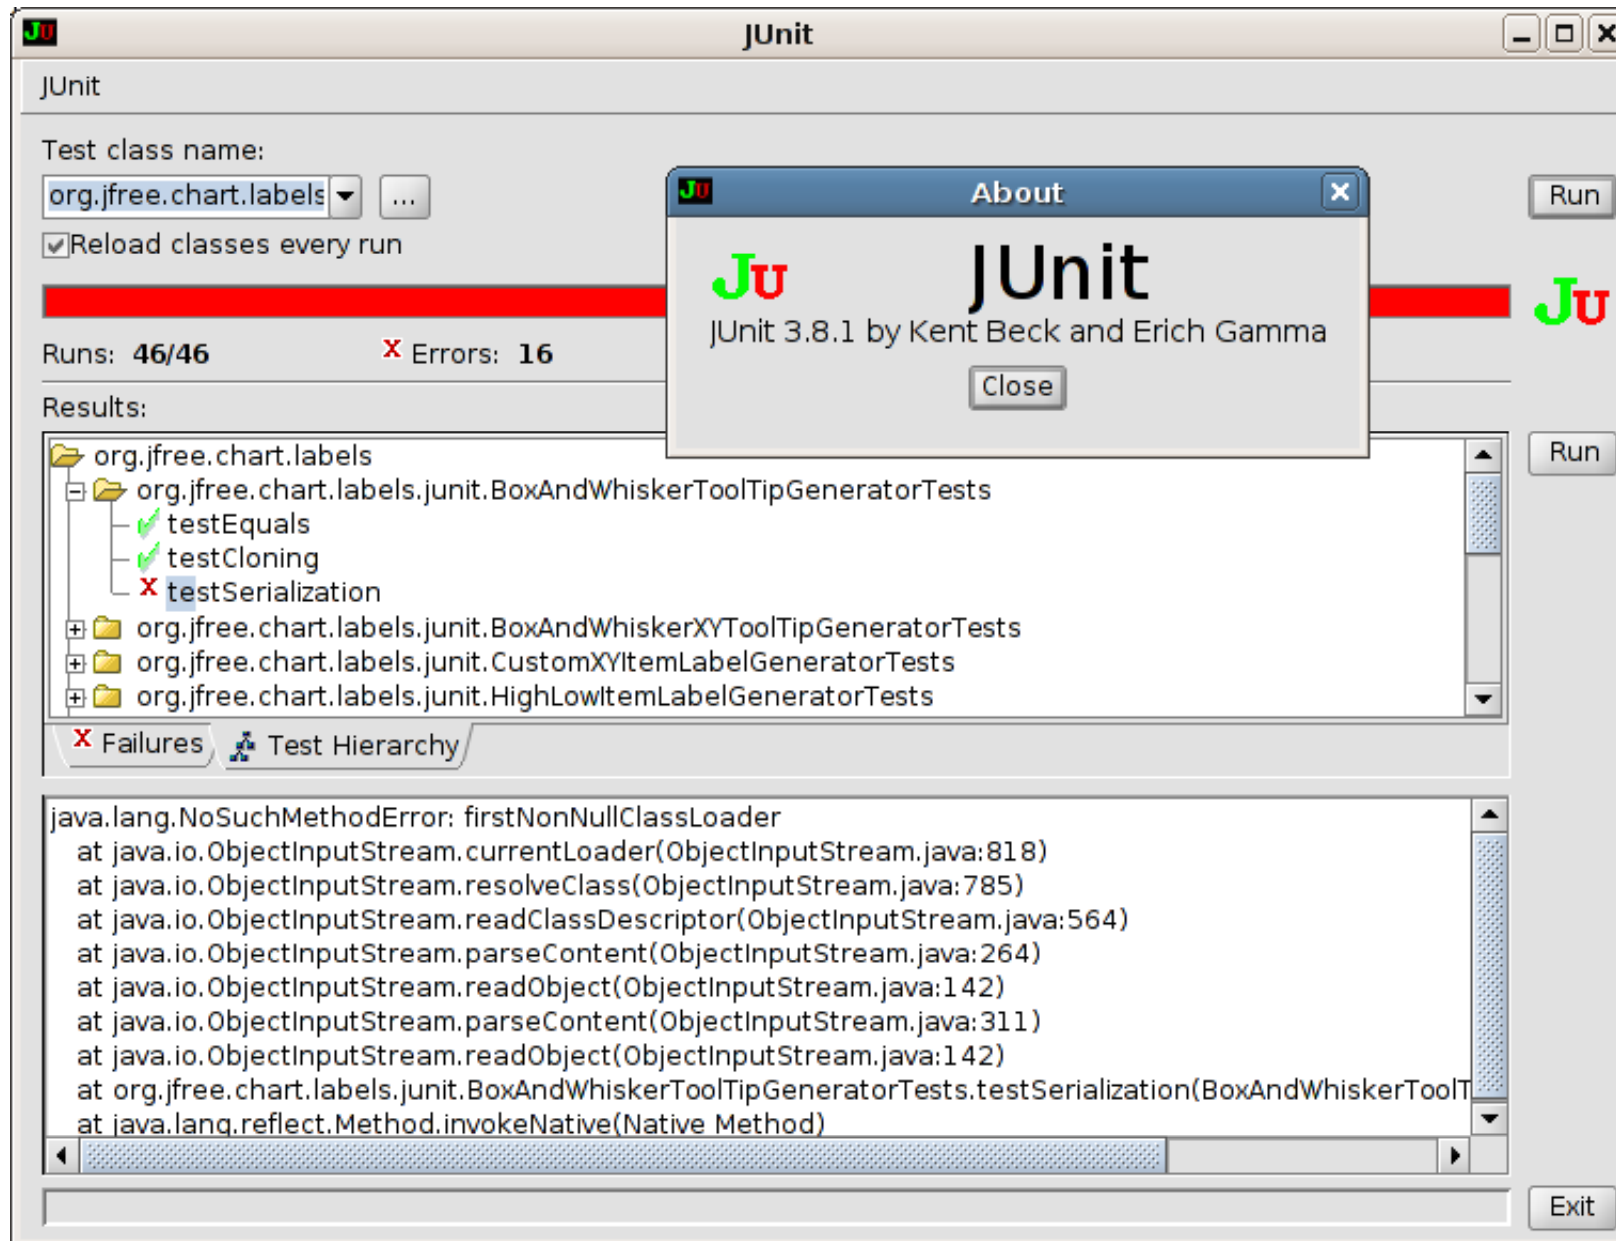 JU JUnit
JUnit
Test class name:
org.jfree.chart.labels ... Run
Reload classes every run
JU About
JU JUnit
JUnit 3.8.1 by Kent Beck and Erich Gamma
Close
JU
Runs: 46/46 X Errors: 16
Results:
org.jfree.chart.labels Run
org.jfree.chart.labels.junit.BoxAndWhiskerToolTipGeneratorTests
testEquals
testCloning
X testSerialization
org.jfree.chart.labels.junit.BoxAndWhiskerXYToolTipGeneratorTests
org.jfree.chart.labels.junit.CustomXYItemLabelGeneratorTests
org.jfree.chart.labels.junit.HighLowItemLabelGeneratorTests
X Failures Test Hierarchy
java.lang.NoSuchMethodError: firstNonNullClassLoader
at java.io.ObjectInputStream.currentLoader(ObjectInputStream.java:818)
at java.io.ObjectInputStream.resolveClass(ObjectInputStream.java:785)
at java.io.ObjectInputStream.readClassDescriptor(ObjectInputStream.java:564)
at java.io.ObjectInputStream.parseContent(ObjectInputStream.java:264)
at java.io.ObjectInputStream.readObject(ObjectInputStream.java:142)
at java.io.ObjectInputStream.parseContent(ObjectInputStream.java:311)
at java.io.ObjectInputStream.readObject(ObjectInputStream.java:142)
at org.jfree.chart.labels.junit.BoxAndWhiskerToolTipGeneratorTests.testSerialization(BoxAndWhiskerToolT
at java.lang.reflect.Method.invokeNative(Native Method)
Exit